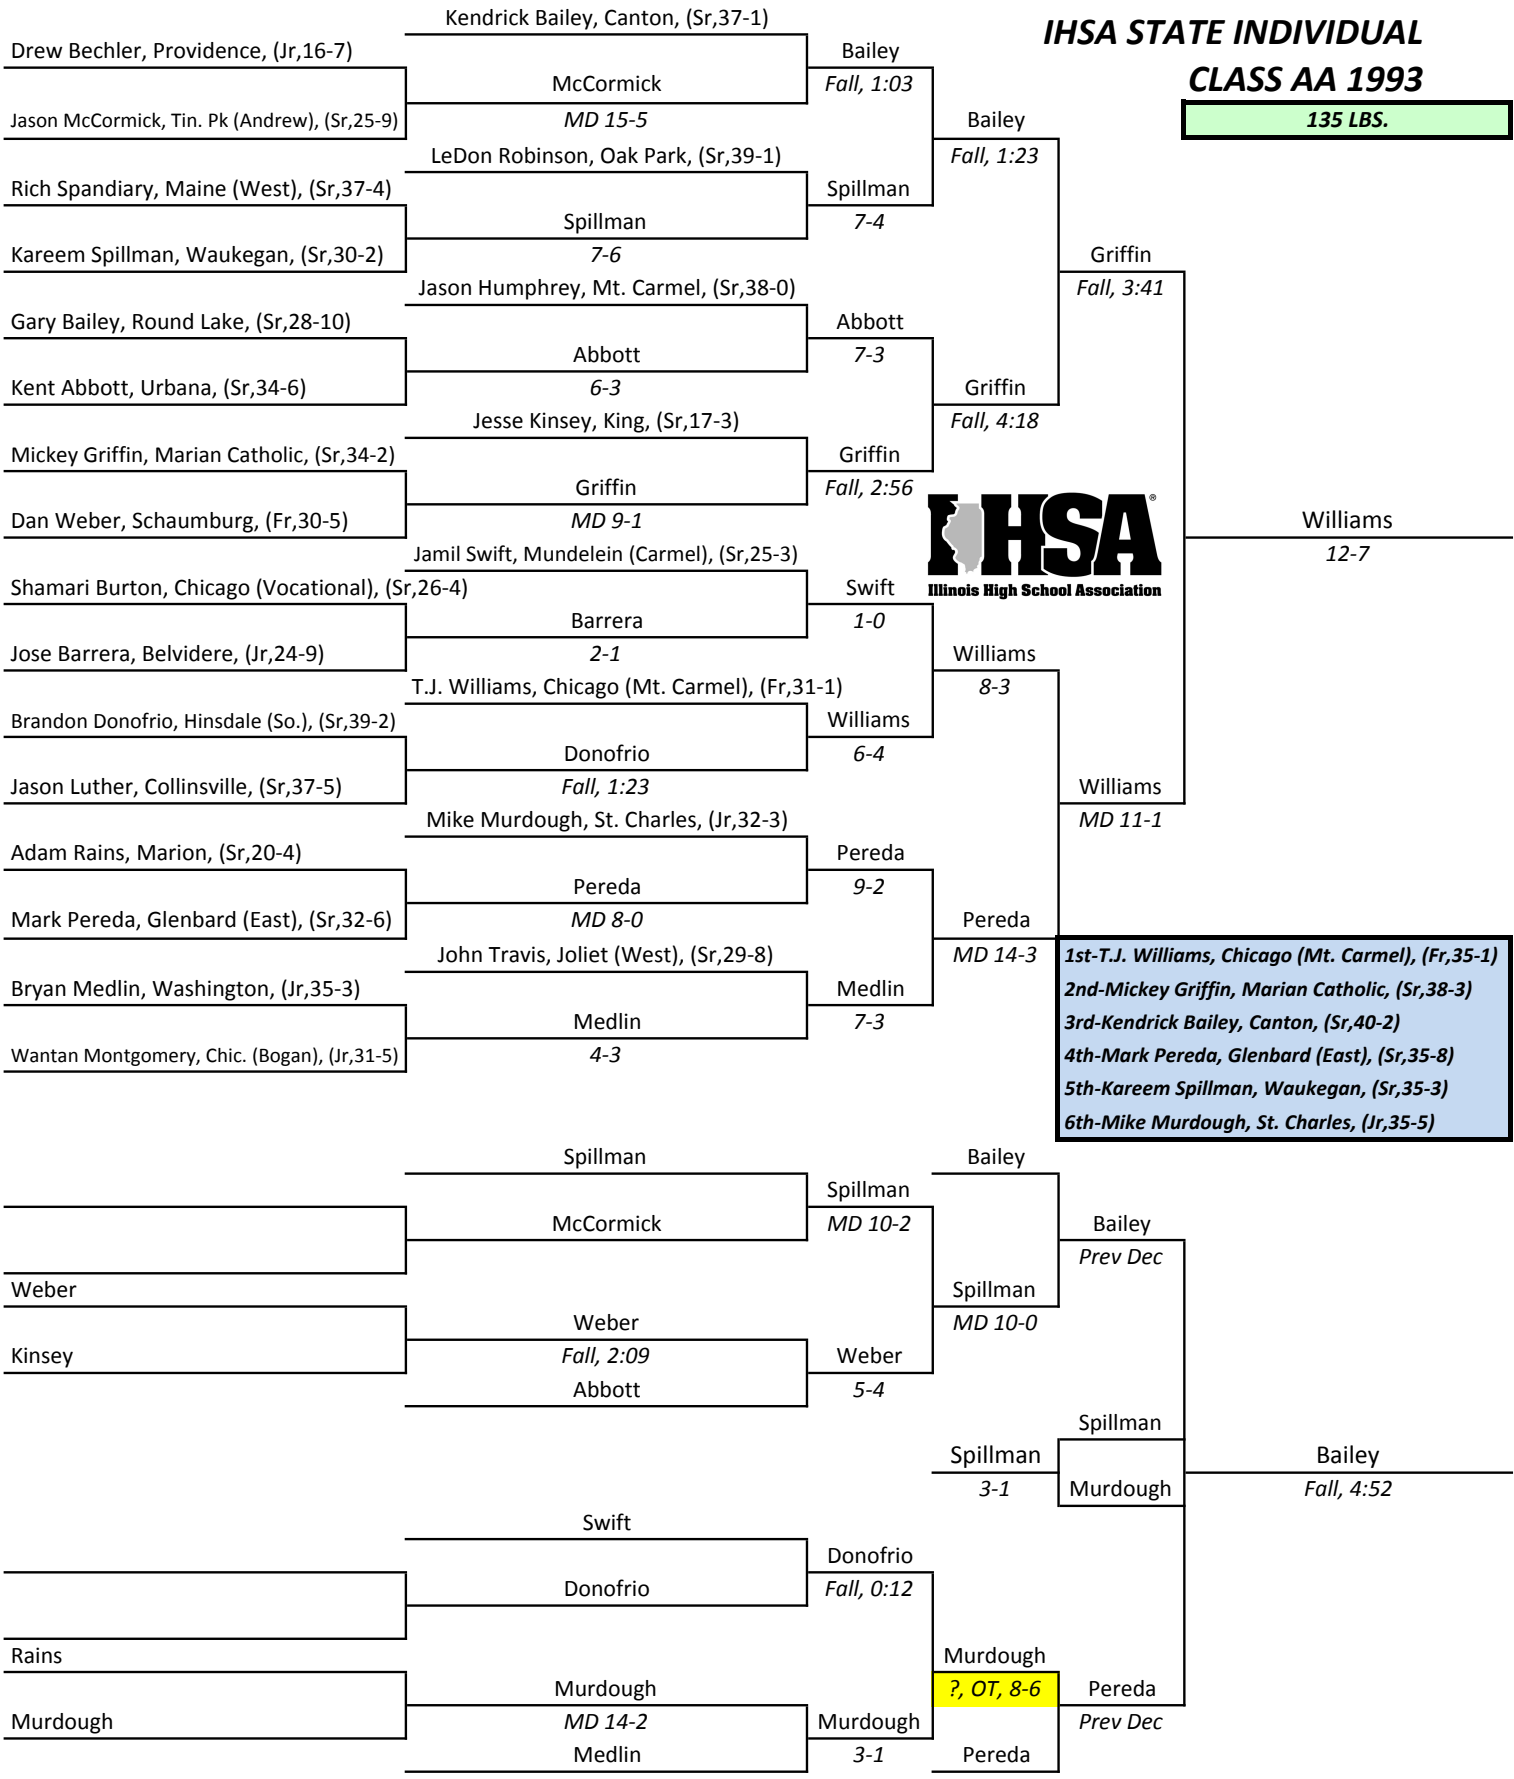 IHSA STATE INDIVIDUAL
CLASS AA 1993
135 LBS.
Kendrick Bailey, Canton, (Sr,37-1)
Drew Bechler, Providence, (Jr,16-7)
Bailey
Fall, 1:03
McCormick
MD 15-5
Jason McCormick, Tin. Pk (Andrew), (Sr,25-9)
Bailey
Fall, 1:23
LeDon Robinson, Oak Park, (Sr,39-1)
Rich Spandiary, Maine (West), (Sr,37-4)
Spillman
7-4
Spillman
7-6
Kareem Spillman, Waukegan, (Sr,30-2)
Griffin
Fall, 3:41
Jason Humphrey, Mt. Carmel, (Sr,38-0)
Gary Bailey, Round Lake, (Sr,28-10)
Abbott
7-3
Abbott
6-3
Kent Abbott, Urbana, (Sr,34-6)
Griffin
Fall, 4:18
Jesse Kinsey, King, (Sr,17-3)
Mickey Griffin, Marian Catholic, (Sr,34-2)
Griffin
Fall, 2:56
Griffin
MD 9-1
Dan Weber, Schaumburg, (Fr,30-5)
IHSA®
Illinois High School Association
Williams
12-7
Jamil Swift, Mundelein (Carmel), (Sr,25-3)
Shamari Burton, Chicago (Vocational), (Sr,26-4)
Swift
1-0
Barrera
2-1
Jose Barrera, Belvidere, (Jr,24-9)
Williams
8-3
T.J. Williams, Chicago (Mt. Carmel), (Fr,31-1)
Brandon Donofrio, Hinsdale (So.), (Sr,39-2)
Williams
6-4
Donofrio
Fall, 1:23
Jason Luther, Collinsville, (Sr,37-5)
Williams
MD 11-1
Mike Murdough, St. Charles, (Jr,32-3)
Adam Rains, Marion, (Sr,20-4)
Pereda
9-2
Pereda
MD 8-0
Mark Pereda, Glenbard (East), (Sr,32-6)
Pereda
MD 14-3
John Travis, Joliet (West), (Sr,29-8)
Bryan Medlin, Washington, (Jr,35-3)
Medlin
7-3
Medlin
4-3
Wantan Montgomery, Chic. (Bogan), (Jr,31-5)
1st-T.J. Williams, Chicago (Mt. Carmel), (Fr,35-1)
2nd-Mickey Griffin, Marian Catholic, (Sr,38-3)
3rd-Kendrick Bailey, Canton, (Sr,40-2)
4th-Mark Pereda, Glenbard (East), (Sr,35-8)
5th-Kareem Spillman, Waukegan, (Sr,35-3)
6th-Mike Murdough, St. Charles, (Jr,35-5)
Spillman
Bailey
Spillman
MD 10-2
McCormick
Bailey
Prev Dec
Weber
Spillman
MD 10-0
Weber
Fall, 2:09
Kinsey
Weber
5-4
Abbott
Spillman
Spillman
3-1
Murdough
Bailey
Fall, 4:52
Swift
Donofrio
Fall, 0:12
Donofrio
Rains
Murdough
?, OT, 8-6
Murdough
MD 14-2
Pereda
Prev Dec
Murdough
Murdough
3-1
Medlin
Pereda